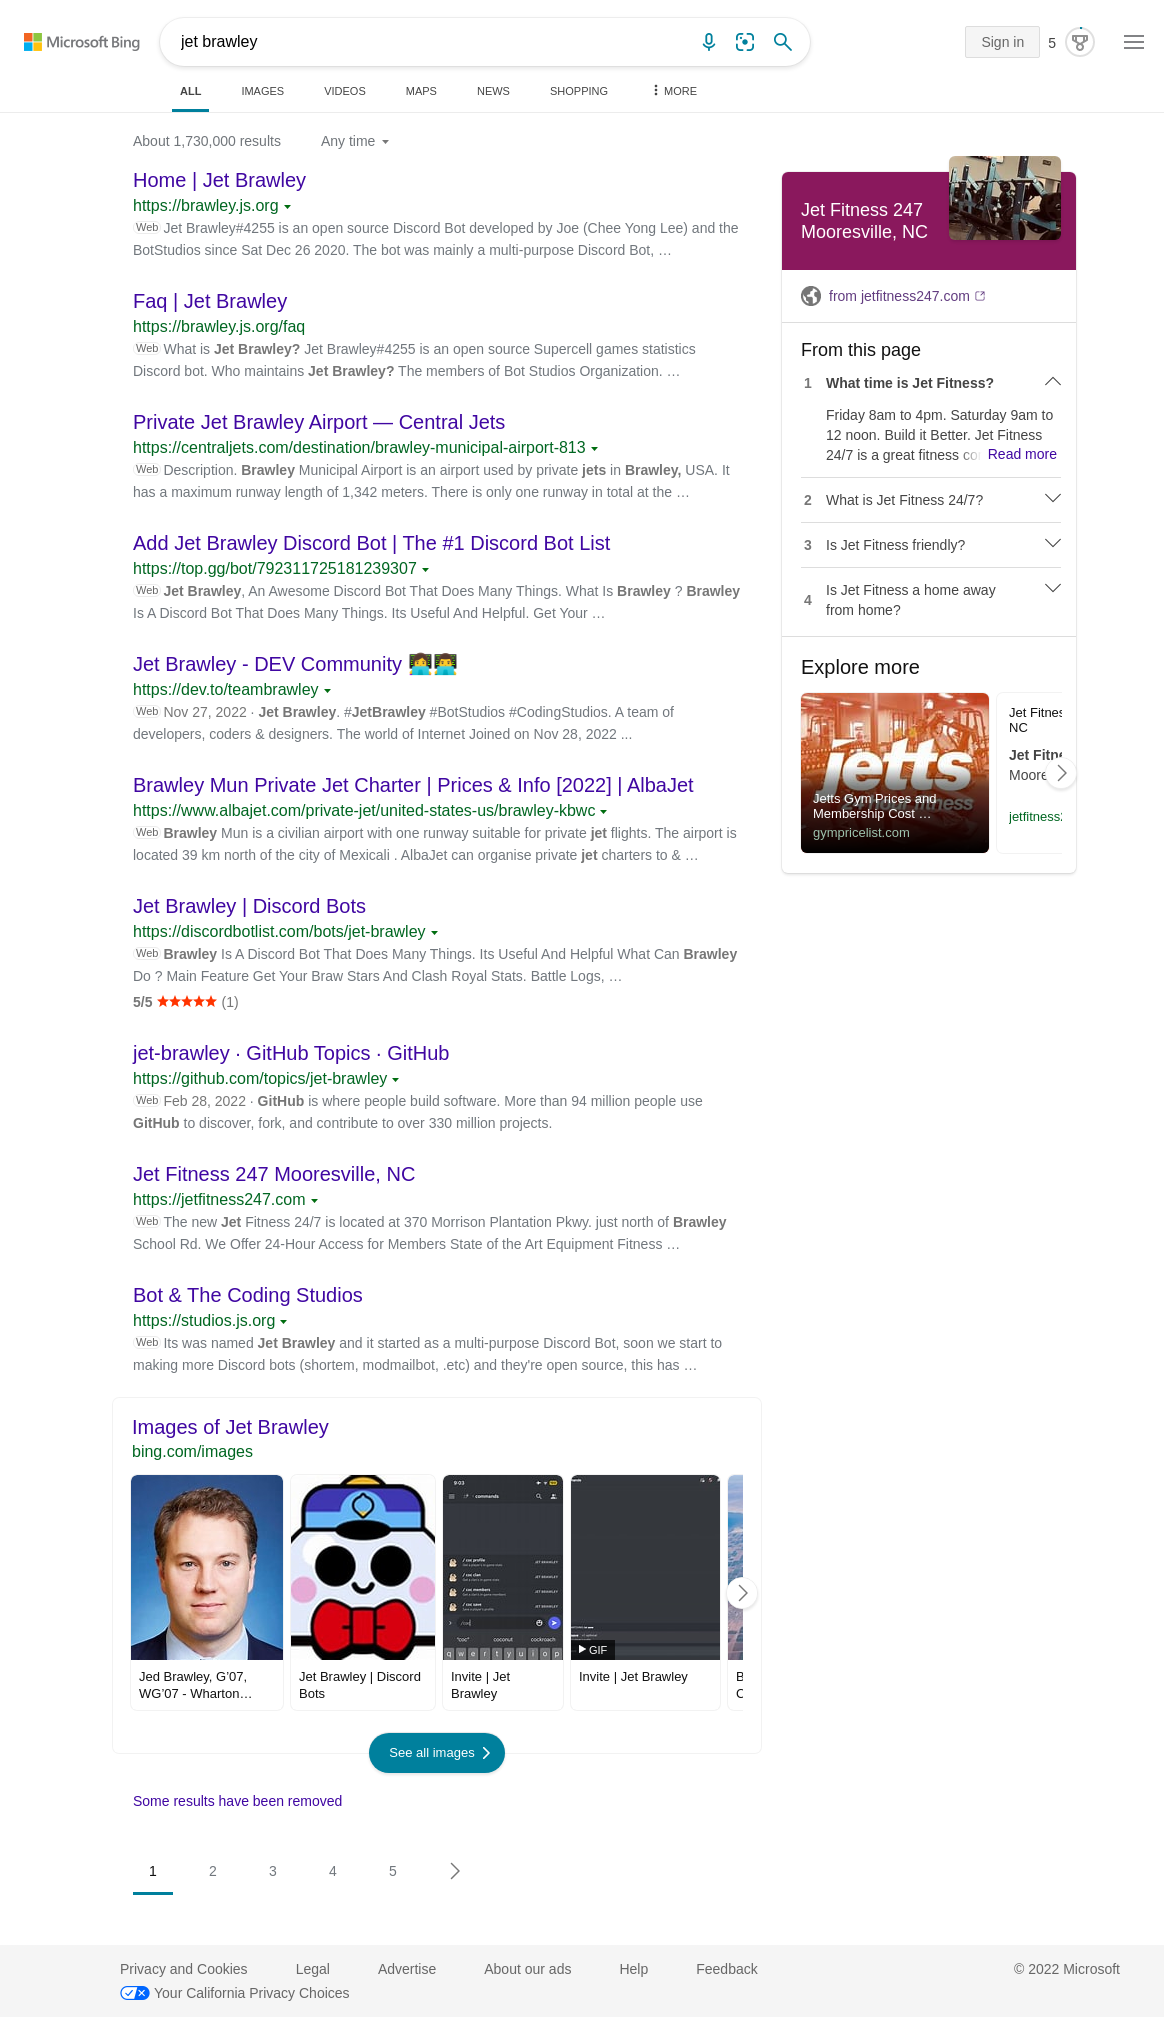 Microsoft Bing
jet brawley
Sign in
5
ALL
IMAGES
VIDEOS
MAPS
NEWS
SHOPPING
MORE
About 1,730,000 results
Any time
Home | Jet Brawley
https://brawley.js.org
Web Jet Brawley#4255 is an open source Discord Bot developed by Joe (Chee Yong Lee) and the
BotStudios since Sat Dec 26 2020. The bot was mainly a multi-purpose Discord Bot, …
Faq | Jet Brawley
https://brawley.js.org/faq
Web What is Jet Brawley? Jet Brawley#4255 is an open source Supercell games statistics
Discord bot. Who maintains Jet Brawley? The members of Bot Studios Organization. …
Private Jet Brawley Airport — Central Jets
https://centraljets.com/destination/brawley-municipal-airport-813
Web Description. Brawley Municipal Airport is an airport used by private jets in Brawley, USA. It
has a maximum runway length of 1,342 meters. There is only one runway in total at the …
Add Jet Brawley Discord Bot | The #1 Discord Bot List
https://top.gg/bot/792311725181239307
Web Jet Brawley, An Awesome Discord Bot That Does Many Things. What Is Brawley ? Brawley
Is A Discord Bot That Does Many Things. Its Useful And Helpful. Get Your …
Jet Brawley - DEV Community 👩‍💻👨‍💻
https://dev.to/teambrawley
Web Nov 27, 2022 · Jet Brawley. #JetBrawley #BotStudios #CodingStudios. A team of
developers, coders & designers. The world of Internet Joined on Nov 28, 2022 ...
Brawley Mun Private Jet Charter | Prices & Info [2022] | AlbaJet
https://www.albajet.com/private-jet/united-states-us/brawley-kbwc
Web Brawley Mun is a civilian airport with one runway suitable for private jet flights. The airport is
located 39 km north of the city of Mexicali . AlbaJet can organise private jet charters to & …
Jet Brawley | Discord Bots
https://discordbotlist.com/bots/jet-brawley
Web Brawley Is A Discord Bot That Does Many Things. Its Useful And Helpful What Can Brawley
Do ? Main Feature Get Your Braw Stars And Clash Royal Stats. Battle Logs, …
5/5 ★★★★★ (1)
jet-brawley · GitHub Topics · GitHub
https://github.com/topics/jet-brawley
Web Feb 28, 2022 · GitHub is where people build software. More than 94 million people use
GitHub to discover, fork, and contribute to over 330 million projects.
Jet Fitness 247 Mooresville, NC
https://jetfitness247.com
Web The new Jet Fitness 24/7 is located at 370 Morrison Plantation Pkwy. just north of Brawley
School Rd. We Offer 24-Hour Access for Members State of the Art Equipment Fitness …
Bot & The Coding Studios
https://studios.js.org
Web Its was named Jet Brawley and it started as a multi-purpose Discord Bot, soon we start to
making more Discord bots (shortem, modmailbot, .etc) and they're open source, this has …
Images of Jet Brawley
bing.com/images
9:03
commands
/ coc profile
JET BRAWLEY
/ coc clan
JET BRAWLEY
/ coc members
JET BRAWLEY
/ coc save
JET BRAWLEY
"coc" coconut cockroach
q w e r t y u i o p
GIF
Jed Brawley, G'07,
WG'07 - Wharton…
Jet Brawley | Discord
Bots
Invite | Jet
Brawley
Invite | Jet Brawley
See all images
Some results have been removed
1
2
3
4
5
Jet Fitness 247
Mooresville, NC
from jetfitness247.com
From this page
1 What time is Jet Fitness?
Friday 8am to 4pm. Saturday 9am to
12 noon. Build it Better. Jet Fitness
24/7 is a great fitness co Read more
2 What is Jet Fitness 24/7?
3 Is Jet Fitness friendly?
4 Is Jet Fitness a home away
from home?
Explore more
jetts
24 hour fitness
Jetts Gym Prices and
Membership Cost …
gympricelist.com
Jet Fitnes
NC
Jet Fitne
Moore
jetfitness2
Privacy and Cookies
Legal
Advertise
About our ads
Help
Feedback
© 2022 Microsoft
Your California Privacy Choices